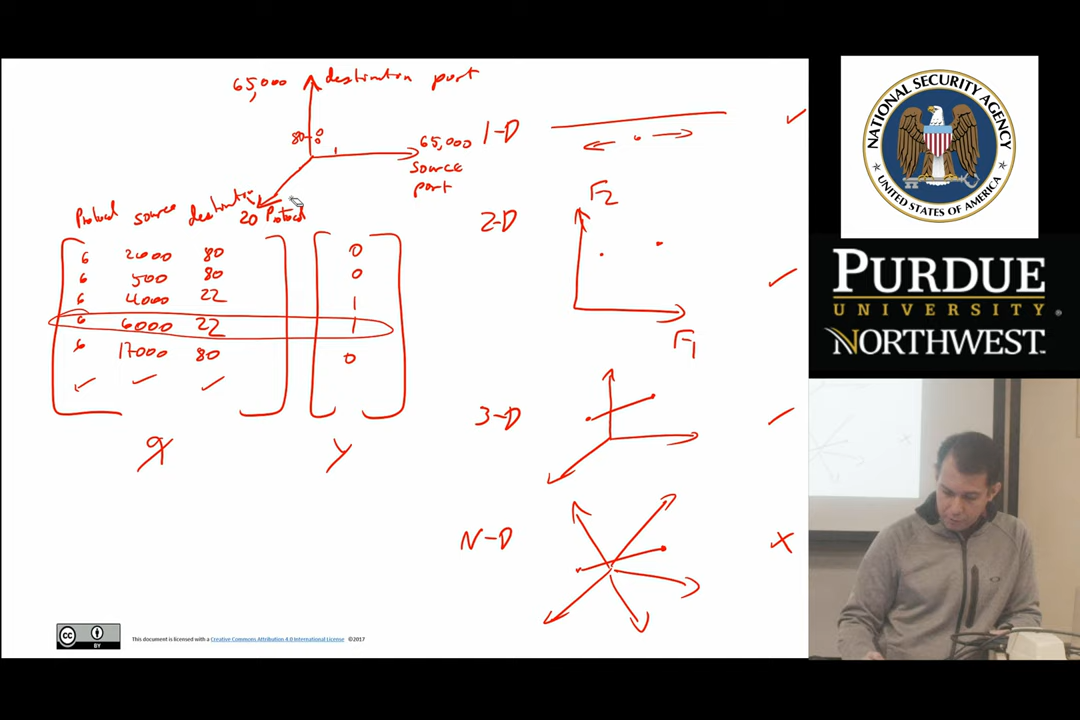 65,000 destination port
80
65,000
source
port
20 Protocol
Protocol source destination
6 2000 80 0
6 500 80 0
6 4000 22 1
6 6000 22 1
6 17000 80 0
X y
1-D
2-D
F2
F1
3-D
N-D
NATIONAL SECURITY AGENCY
UNITED STATES OF AMERICA
PURDUE
UNIVERSITY
NORTHWEST
CC BY
This document is licensed with a Creative Commons Attribution 4.0 International License ©2017